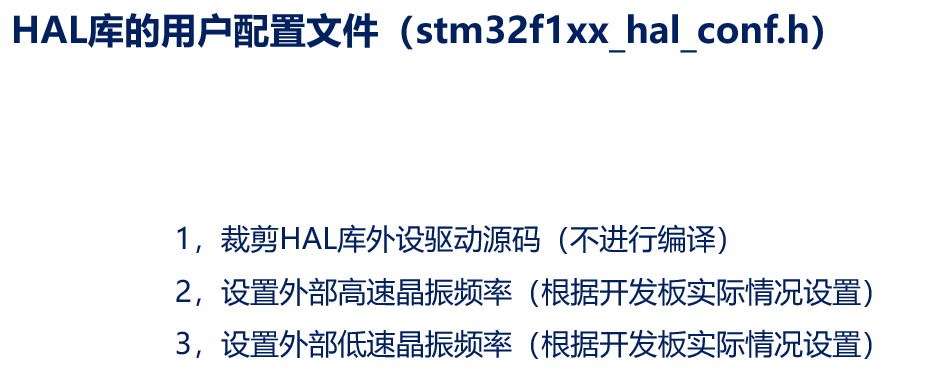 HAL库的用户配置文件（stm32f1xx_hal_conf.h）
1，裁剪HAL库外设驱动源码（不进行编译）
2，设置外部高速晶振频率（根据开发板实际情况设置）
3，设置外部低速晶振频率（根据开发板实际情况设置）